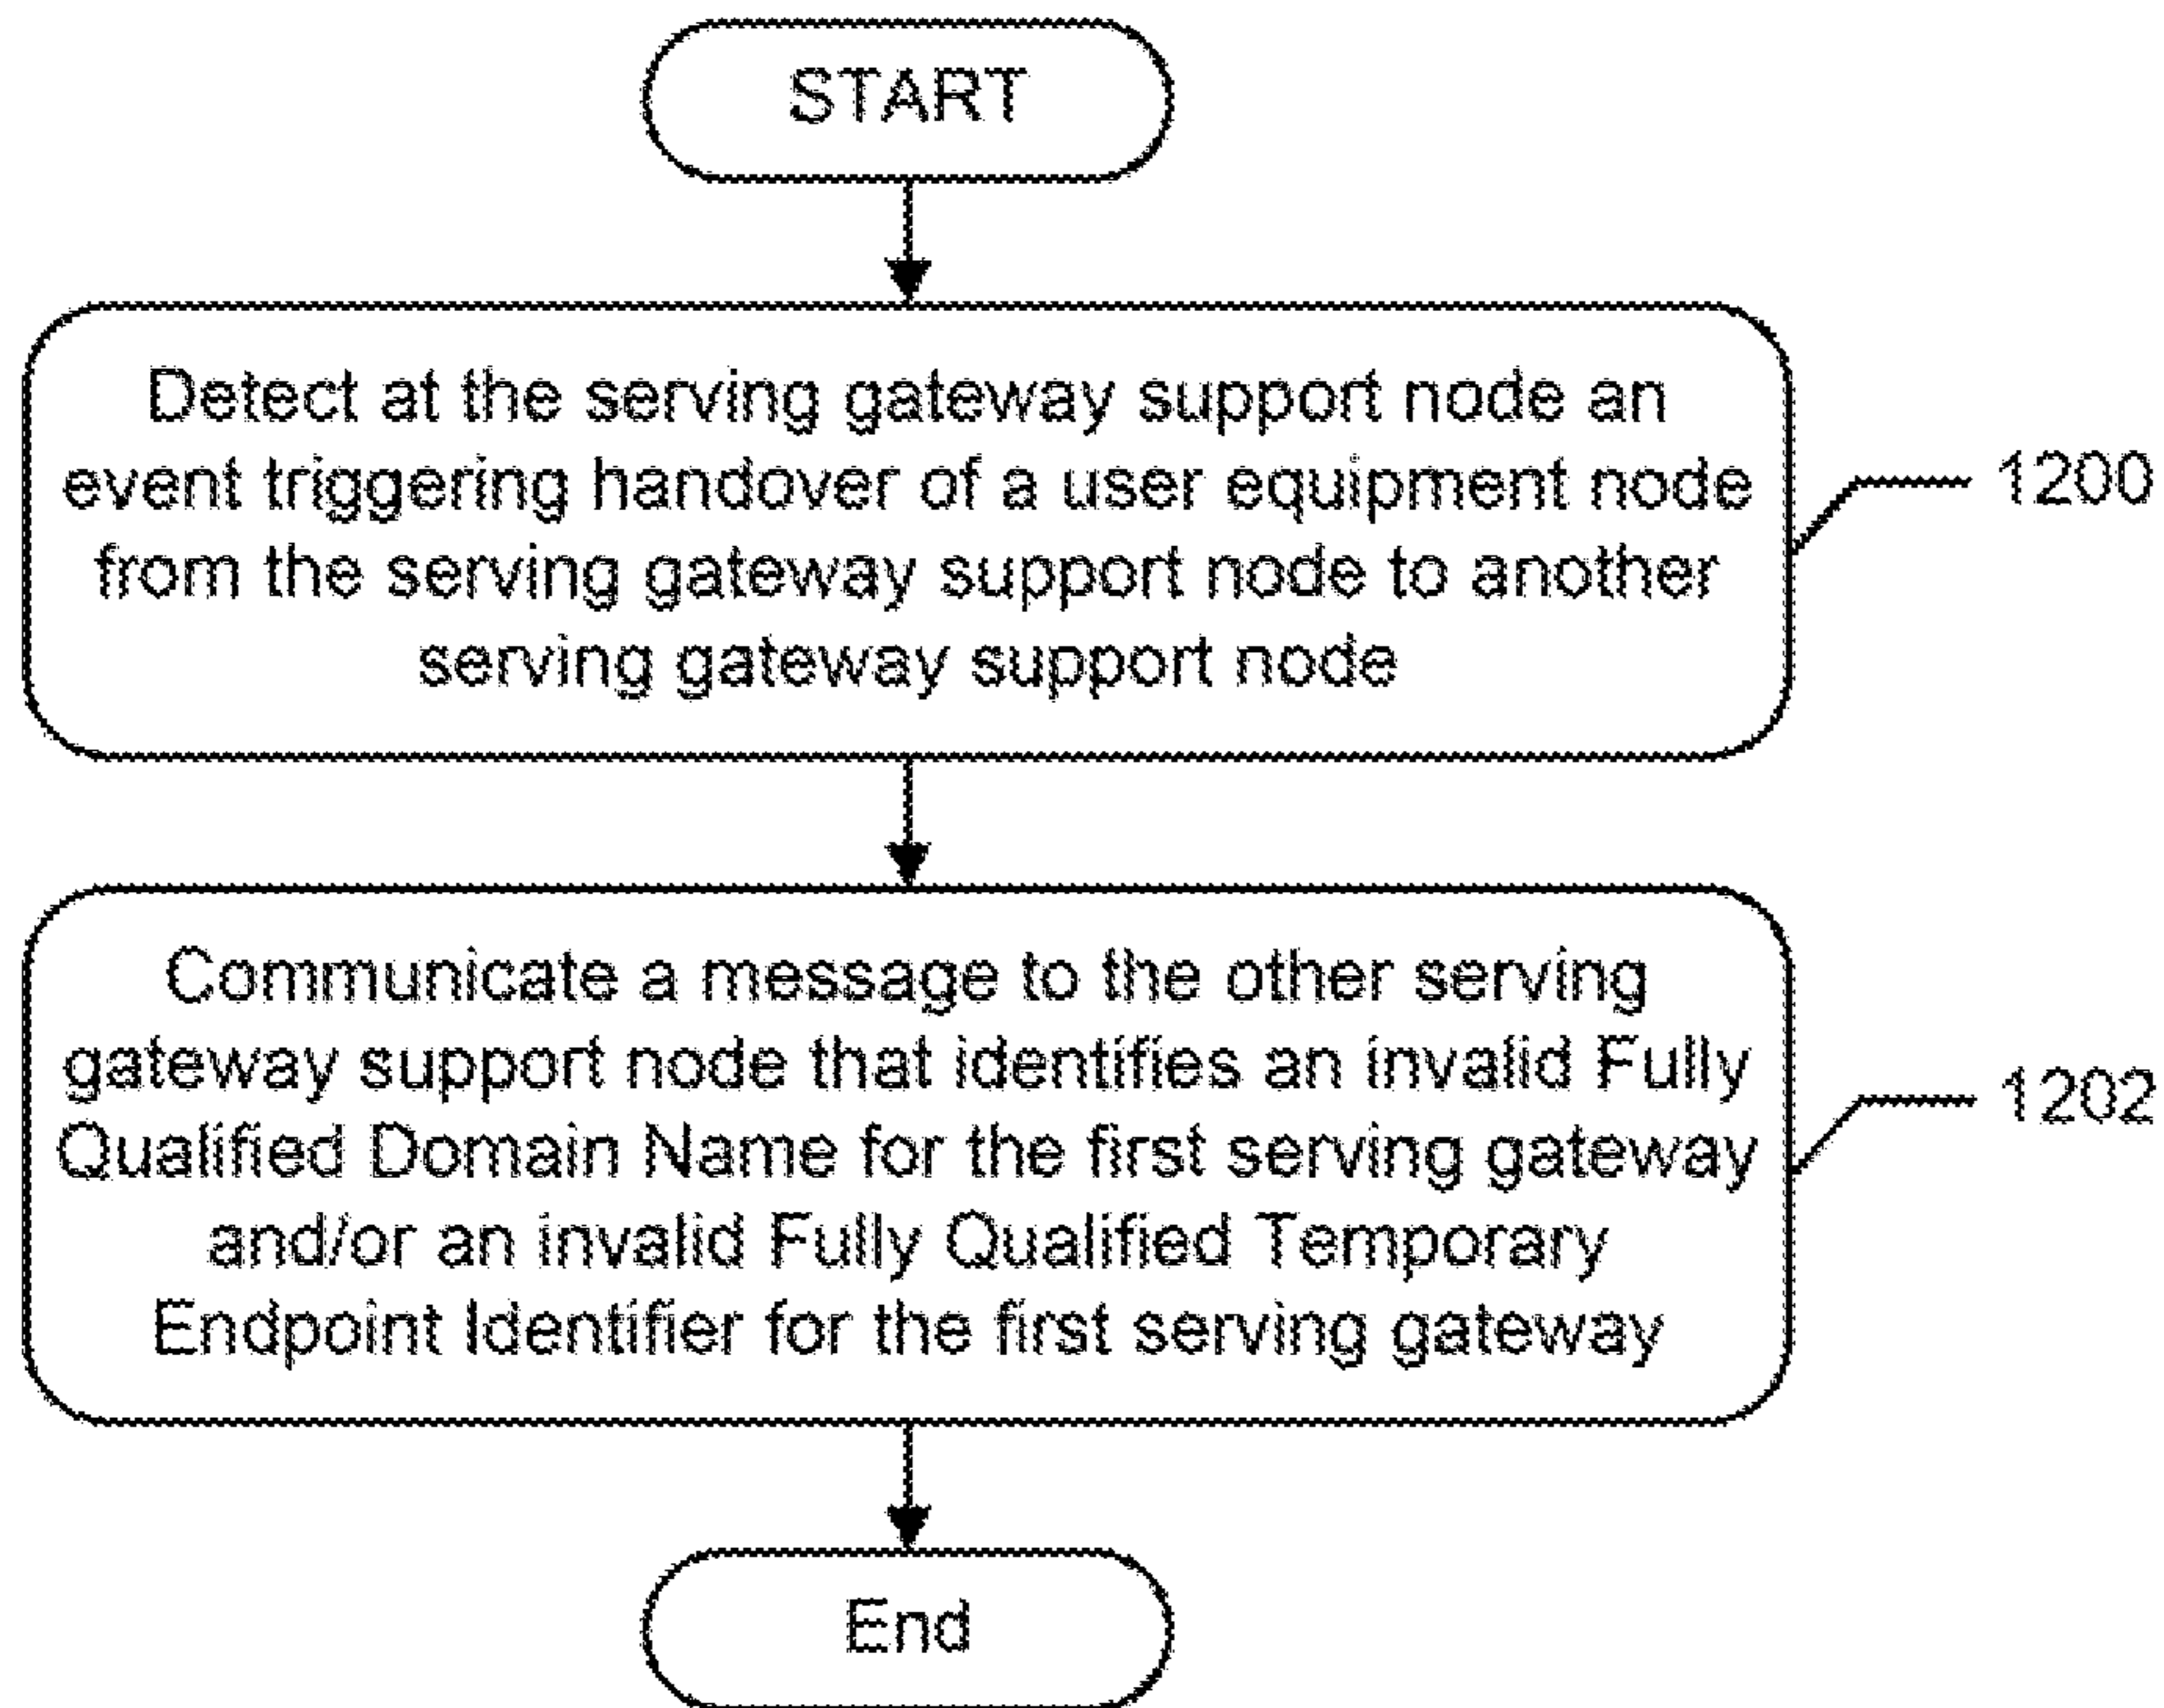 START
Detect at the serving gateway support node an
event triggering handover of a user equipment node
from the serving gateway support node to another
serving gateway support node
1200
Communicate a message to the other serving
gateway support node that identifies an invalid Fully
Qualified Domain Name for the first serving gateway
and/or an invalid Fully Qualified Temporary
Endpoint Identifier for the first serving gateway
1202
End